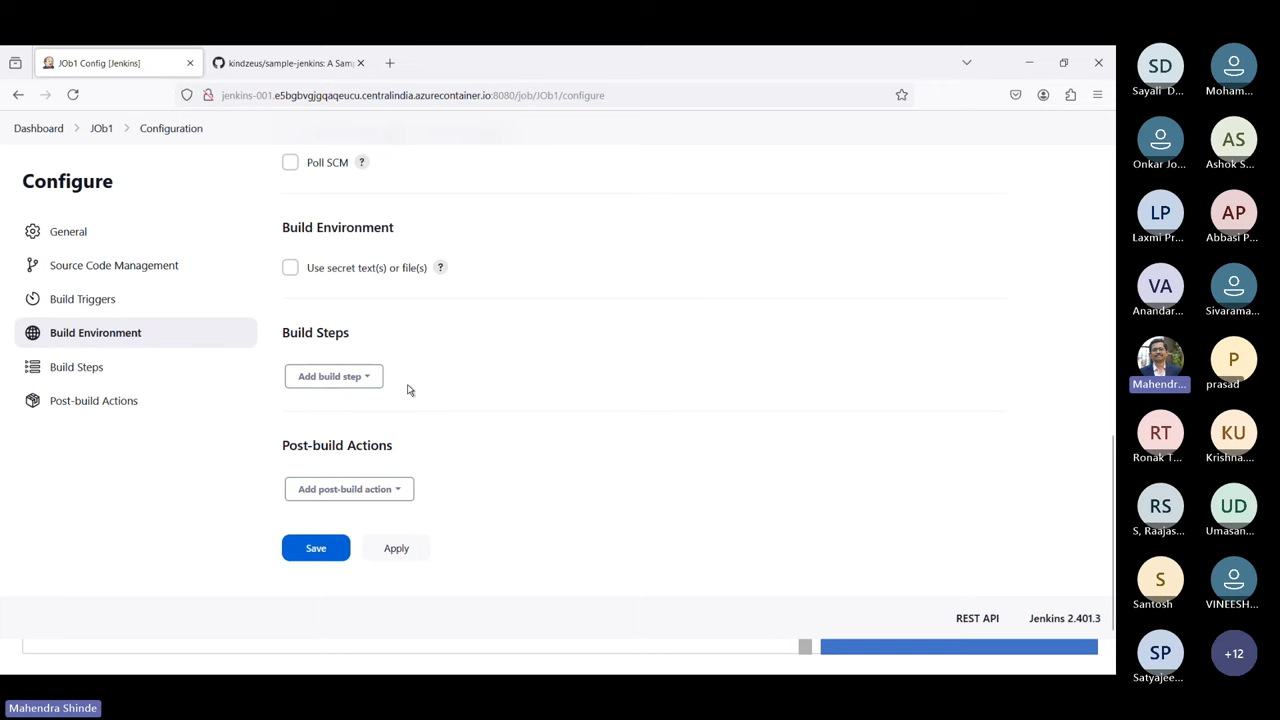 JOb1 Config [Jenkins]
kindzeus/sample-jenkins: A Sam
jenkins-001.e5bgbvgjgqaqeucu.centralindia.azurecontainer.io:8080/job/JOb1/configure
Dashboard
JOb1
Configuration
Configure
General
Source Code Management
Build Triggers
Build Environment
Build Steps
Post-build Actions
Poll SCM ?
Build Environment
Use secret text(s) or file(s) ?
Build Steps
Add build step
Post-build Actions
Add post-build action
Save
Apply
REST API
Jenkins 2.401.3
SD
Sayali D...
Moham...
Onkar Jo...
AS
Ashok S...
LP
Laxmi Pr...
AP
Abbasi P...
VA
Anandar...
Sivarama...
Mahendr...
P
prasad
RT
Ronak T...
KU
Krishna....
RS
S, Raajas...
UD
Umasan...
S
Santosh
VINEESH...
SP
Satyajee...
+12
Mahendra Shinde